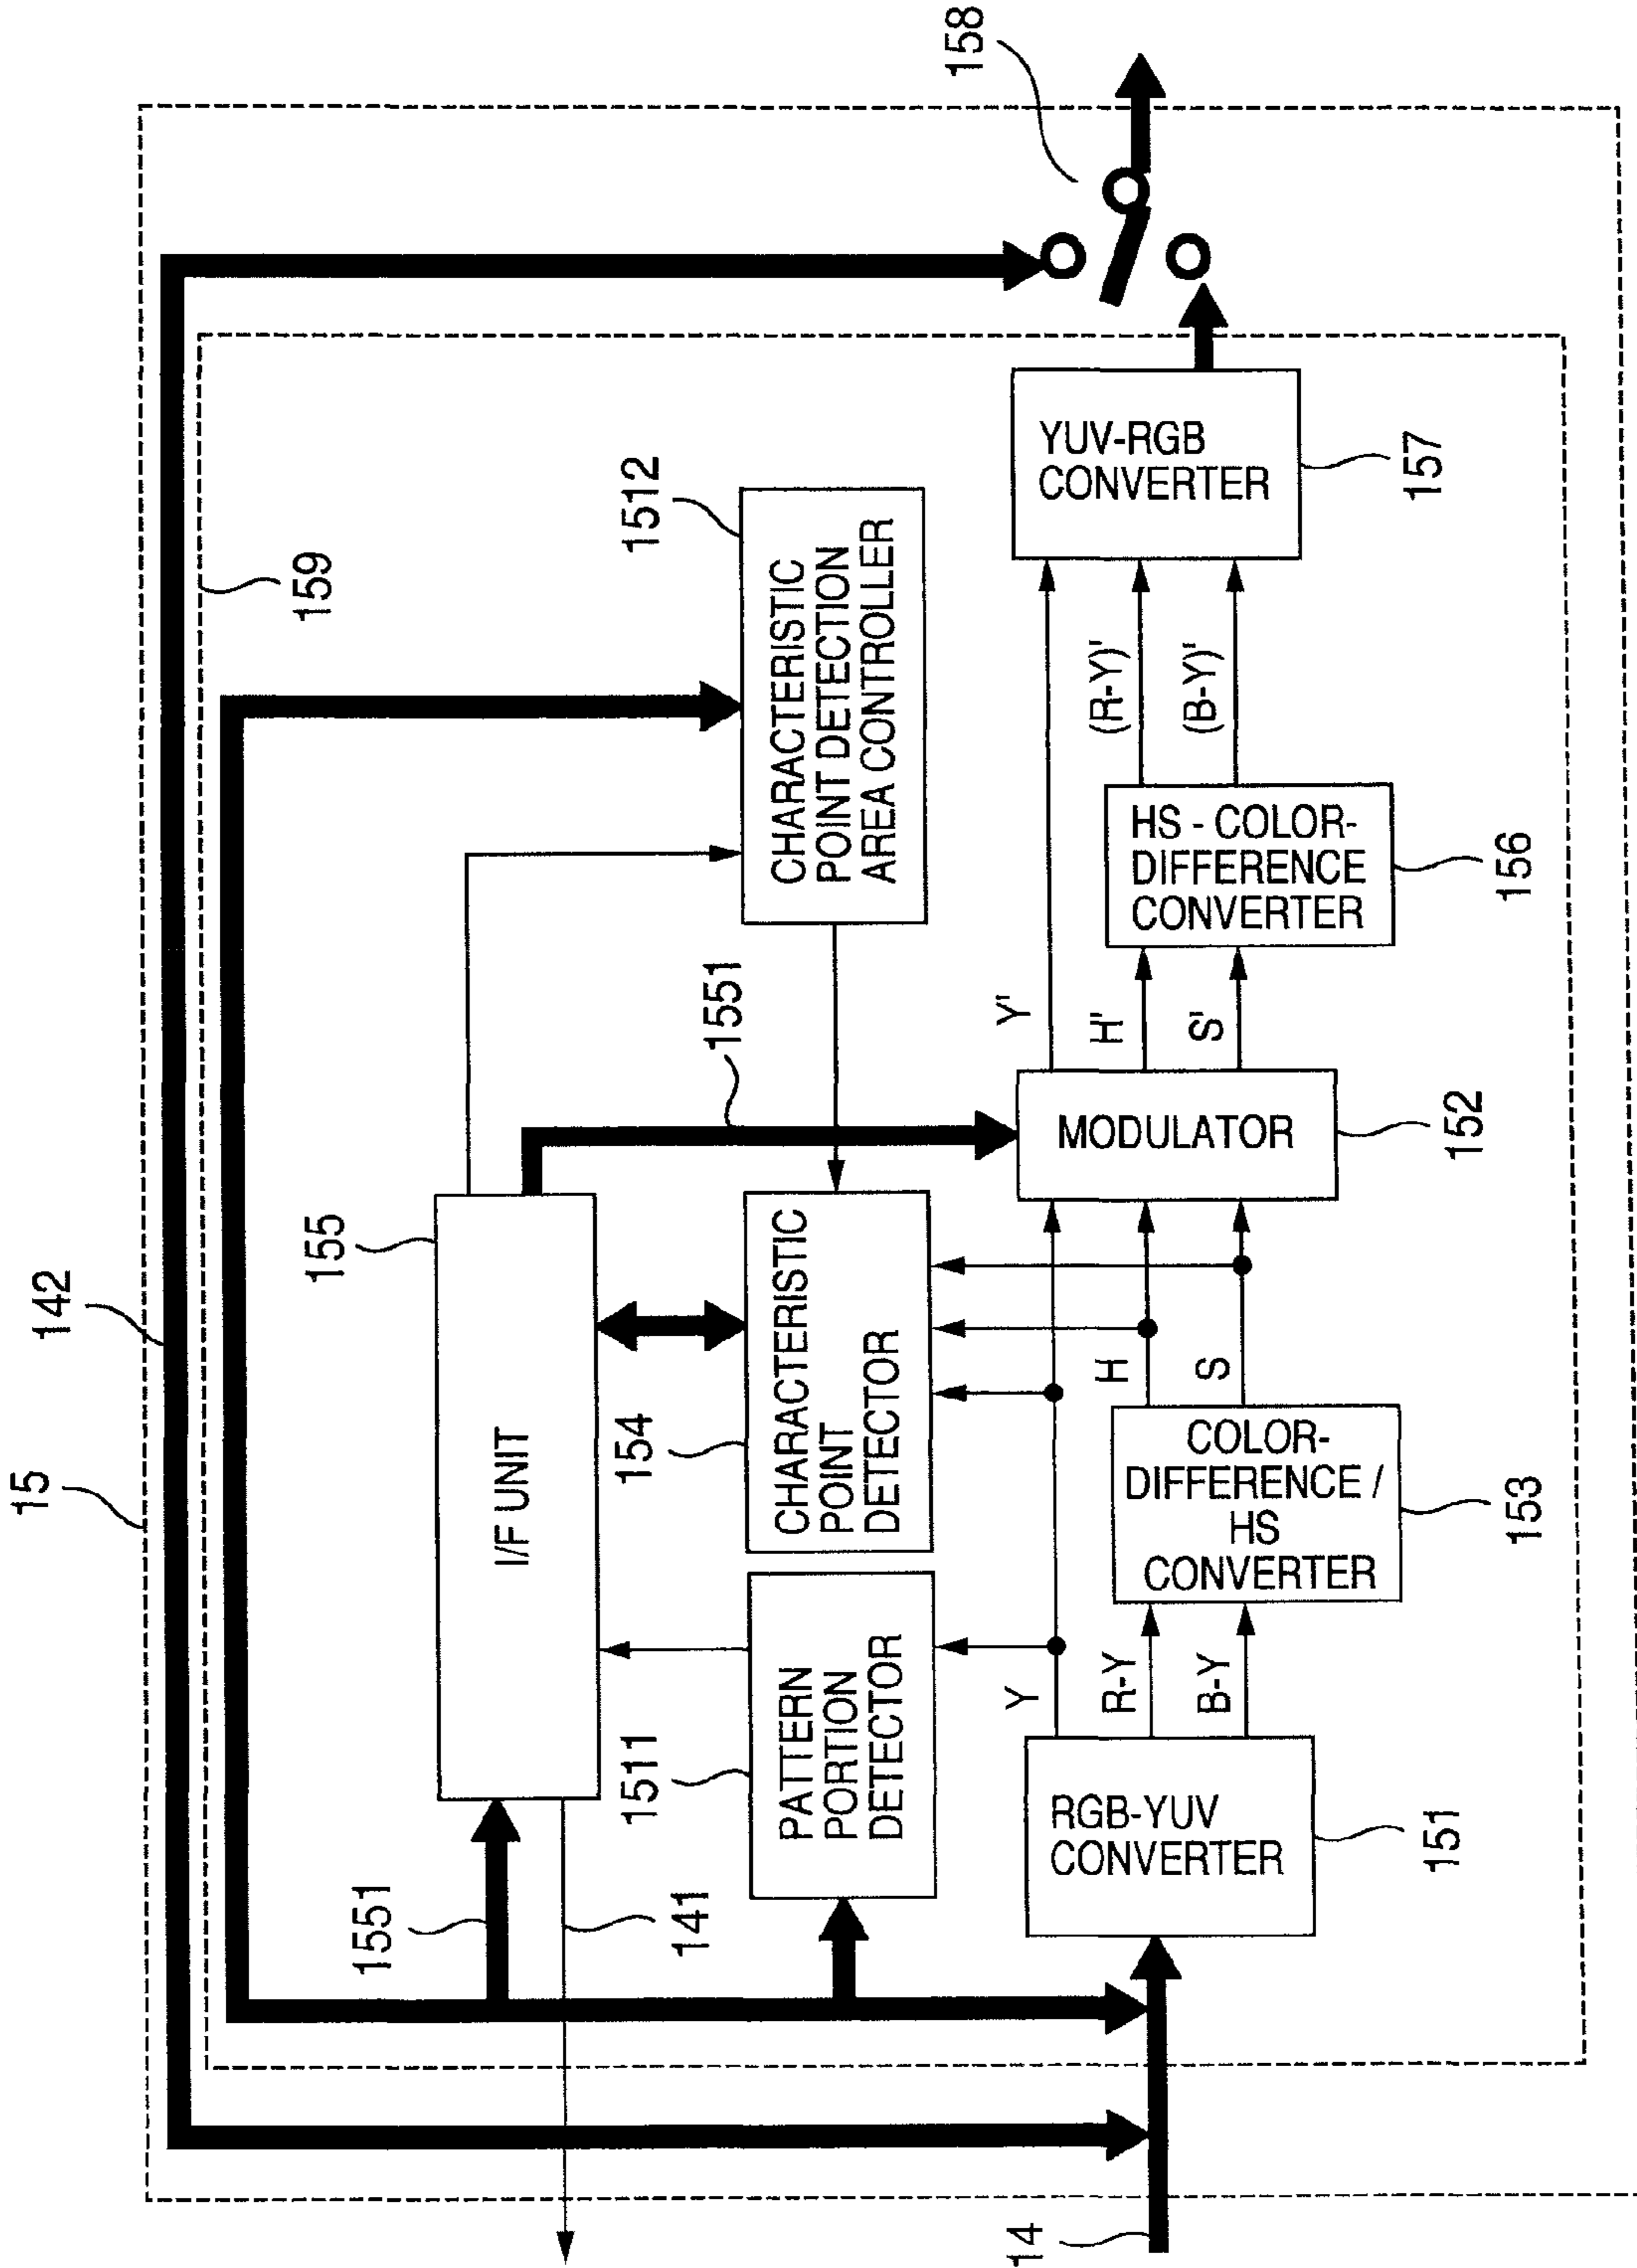 15
142
159
158
1551
141
155
I/F UNIT
1511
PATTERN
PORTION
DETECTOR
154
CHARACTERISTIC
POINT
DETECTOR
1551
1512
CHARACTERISTIC
POINT DETECTION
AREA CONTROLLER
14
RGB-YUV
CONVERTER
151
Y
R-Y
B-Y
COLOR-
DIFFERENCE /
HS
CONVERTER
153
H
S
MODULATOR
152
Y'
H'
S'
HS - COLOR-
DIFFERENCE
CONVERTER
156
(R-Y)'
(B-Y)'
YUV-RGB
CONVERTER
157